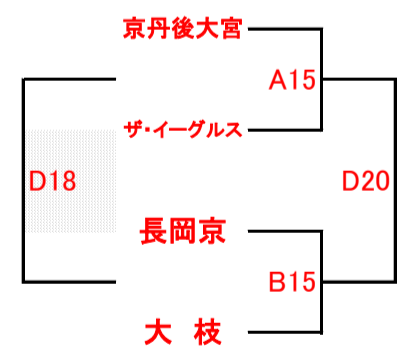 京丹後大宮
A15
ザ・イーグルス
D18
D20
長岡京
B15
大 枝